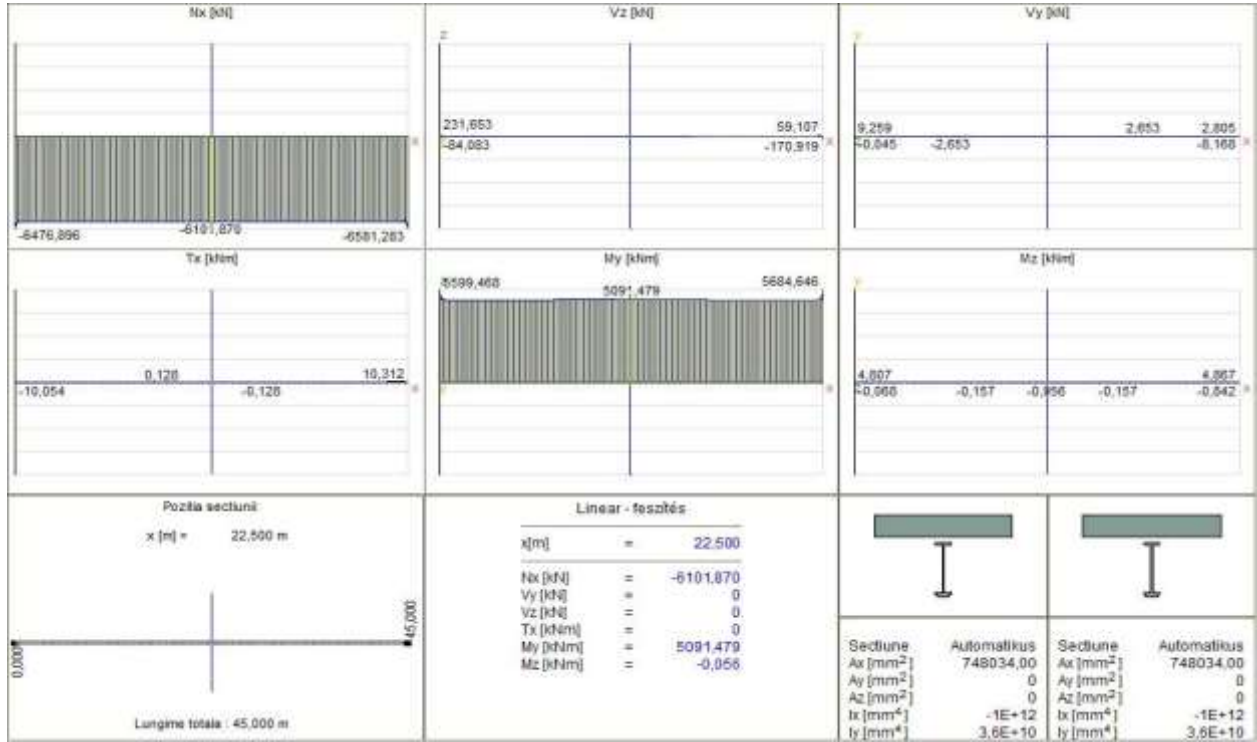 Nx [kN]
-6476,896
-6101,870
-6581,283
Vz [kN]
z
231,653
59,107
-84,083
-170,919
x
Vy [kN]
y
9,259
2,653
2,805
-0,045
-2,653
-8,168
x
Tx [kNm]
0,128
10,312
-10,054
-0,128
x
My [kNm]
5599,468
5091,479
5684,646
x
Mz [kNm]
y
4,807
4,867
-0,068
-0,157
-0,056
-0,157
-0,842
x
Pozitia sectiunii:
x [m] = 22,500 m
0,000
45,000
Lungime totala : 45,000 m
Linear - feszítés
x[m] = 22,500
Nx [kN] = -6101,870
Vy [kN] = 0
Vz [kN] = 0
Tx [kNm] = 0
My [kNm] = 5091,479
Mz [kNm] = -0,056
Sectiune Automatikus
Ax [mm2] 748034,00
Ay [mm2] 0
Az [mm2] 0
Ix [mm4] -1E+12
Iy [mm4] 3,6E+10
Sectiune Automatikus
Ax [mm2] 748034,00
Ay [mm2] 0
Az [mm2] 0
Ix [mm4] -1E+12
Iy [mm4] 3,6E+10